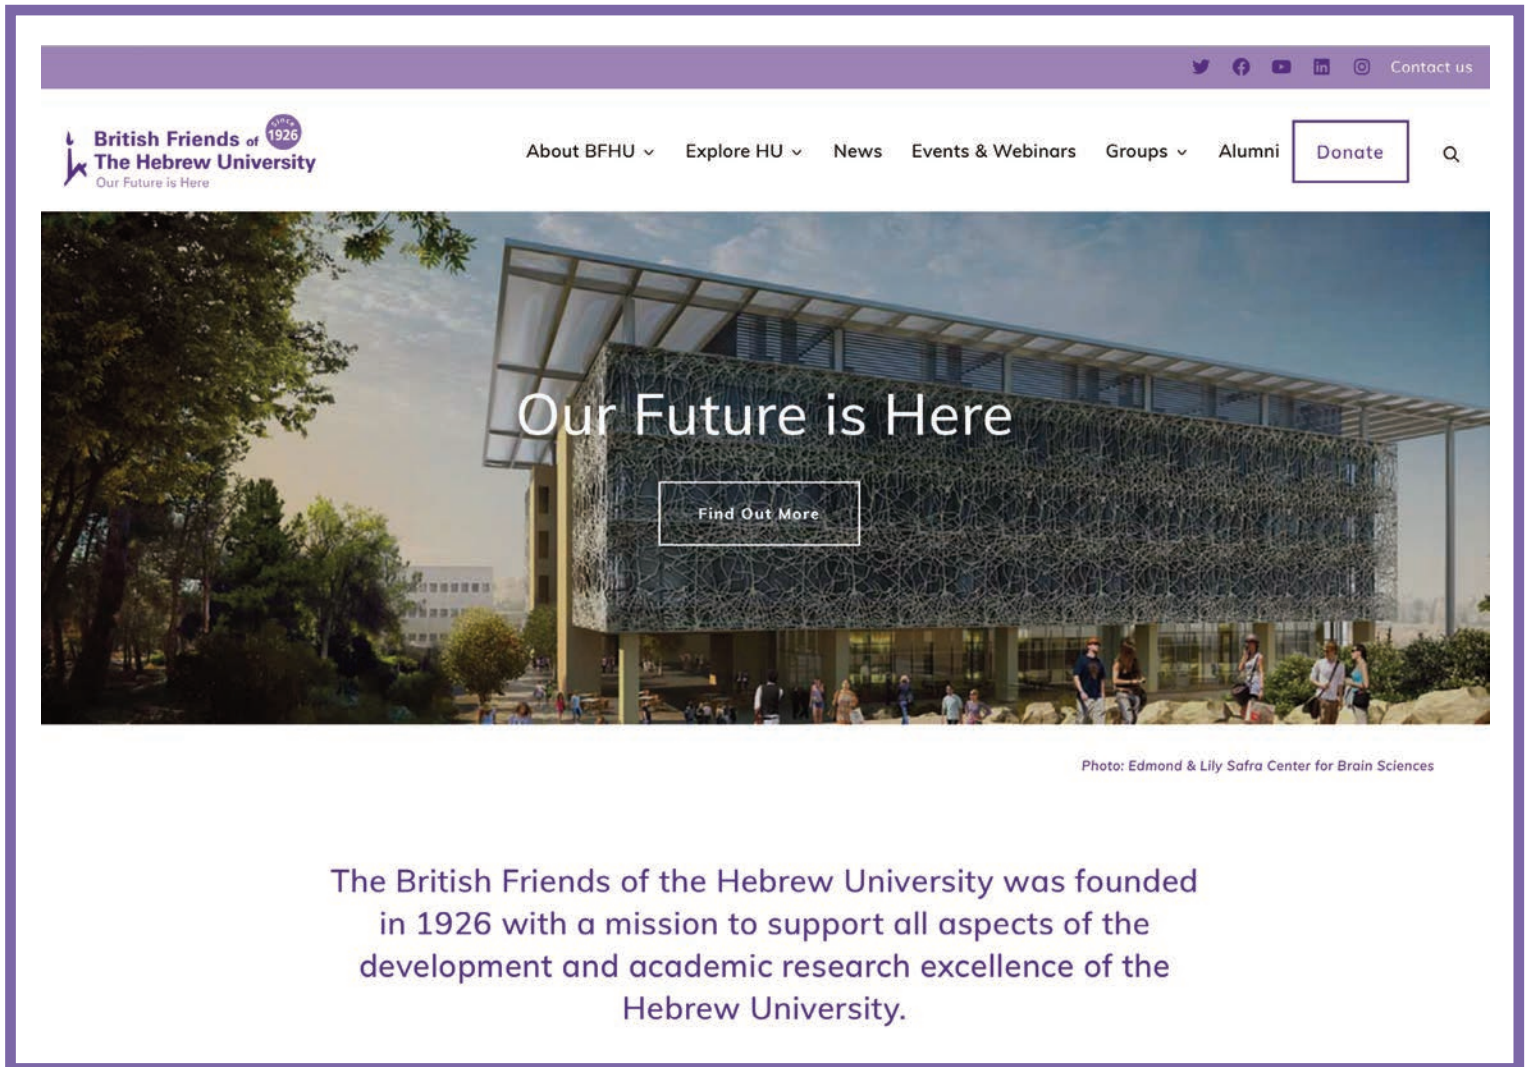 Contact us
British Friends of
Since
1926
The Hebrew University
Our Future is Here
About BFHU
Explore HU
News
Events & Webinars
Groups
Alumni
Donate
Our Future is Here
Find Out More
Photo: Edmond & Lily Safra Center for Brain Sciences
The British Friends of the Hebrew University was founded
in 1926 with a mission to support all aspects of the
development and academic research excellence of the
Hebrew University.